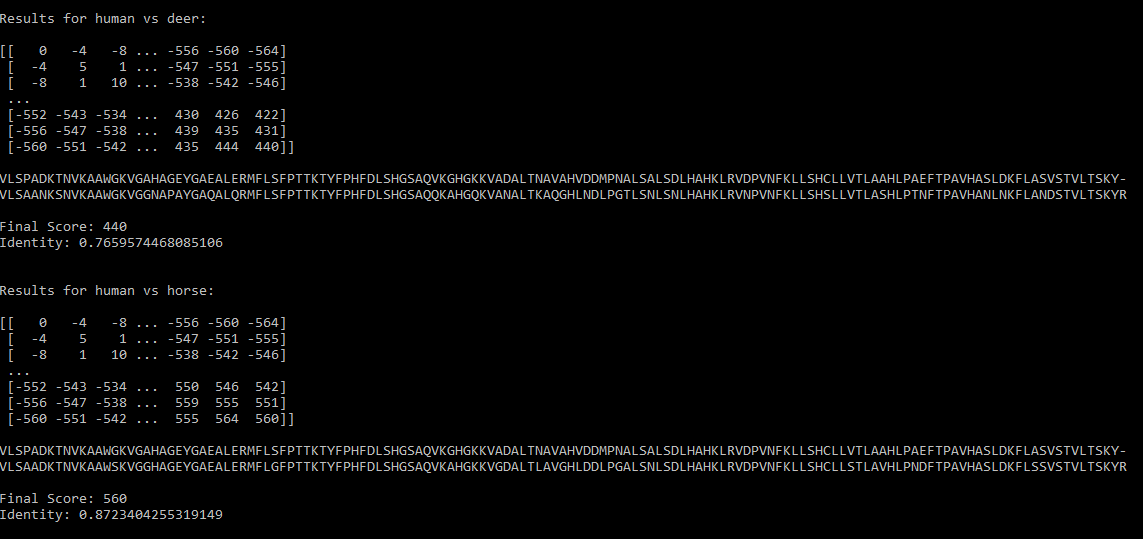 Results for human vs deer:
[[   0   -4   -8 ... -556 -560 -564]
 [  -4    5    1 ... -547 -551 -555]
 [  -8    1   10 ... -538 -542 -546]
 ...
 [-552 -543 -534 ...  430  426  422]
 [-556 -547 -538 ...  439  435  431]
 [-560 -551 -542 ...  435  444  440]]
VLSPADKTNVKAAWGKVGAHAGEYGAEALERMFLSFPTTKTYFPHFDLSHGSAQVKGHGKKVADALTNAVAHVDDMPNALSALSDLHAHKLRVDPVNFKLLSHCLLVTLAAHLPAEFTPAVHASLDKFLASVSTVLTSKY-
VLSAANKSNVKAAWGKVGGNAPAYGAQALQRMFLSFPTTKTYFPHFDLSHGSAQQKAHGQKVANALTKAQGHLNDLPGTLSNLSNLHAHKLRVNPVNFKLLSHSLLVTLASHLPTNFTPAVHANLNKFLANDSTVLTSKYR
Final Score: 440
Identity: 0.7659574468085106
Results for human vs horse:
[[   0   -4   -8 ... -556 -560 -564]
 [  -4    5    1 ... -547 -551 -555]
 [  -8    1   10 ... -538 -542 -546]
 ...
 [-552 -543 -534 ...  550  546  542]
 [-556 -547 -538 ...  559  555  551]
 [-560 -551 -542 ...  555  564  560]]
VLSPADKTNVKAAWGKVGAHAGEYGAEALERMFLSFPTTKTYFPHFDLSHGSAQVKGHGKKVADALTNAVAHVDDMPNALSALSDLHAHKLRVDPVNFKLLSHCLLVTLAAHLPAEFTPAVHASLDKFLASVSTVLTSKY-
VLSAADKTNVKAAWSKVGGHAGEYGAEALERMFLGFPTTKTYFPHFDLSHGSAQVKAHGKKVGDALTLAVGHLDDLPGALSNLSDLHAHKLRVDPVNFKLLSHCLLSTLAVHLPNDFTPAVHASLDKFLSSVSTVLTSKYR
Final Score: 560
Identity: 0.8723404255319149